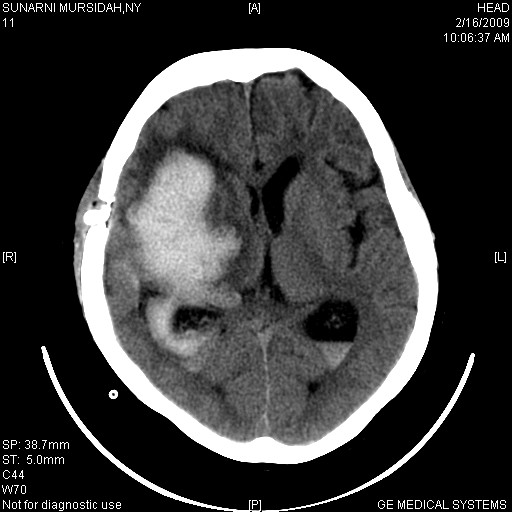 SUNARNI MURSIDAH,NY
11
[A]
HEAD
2/16/2009
10:06:37 AM
[R]
[L]
SP: 38.7mm
ST: 5.0mm
C44
W70
Not for diagnostic use
[P]
GE MEDICAL SYSTEMS